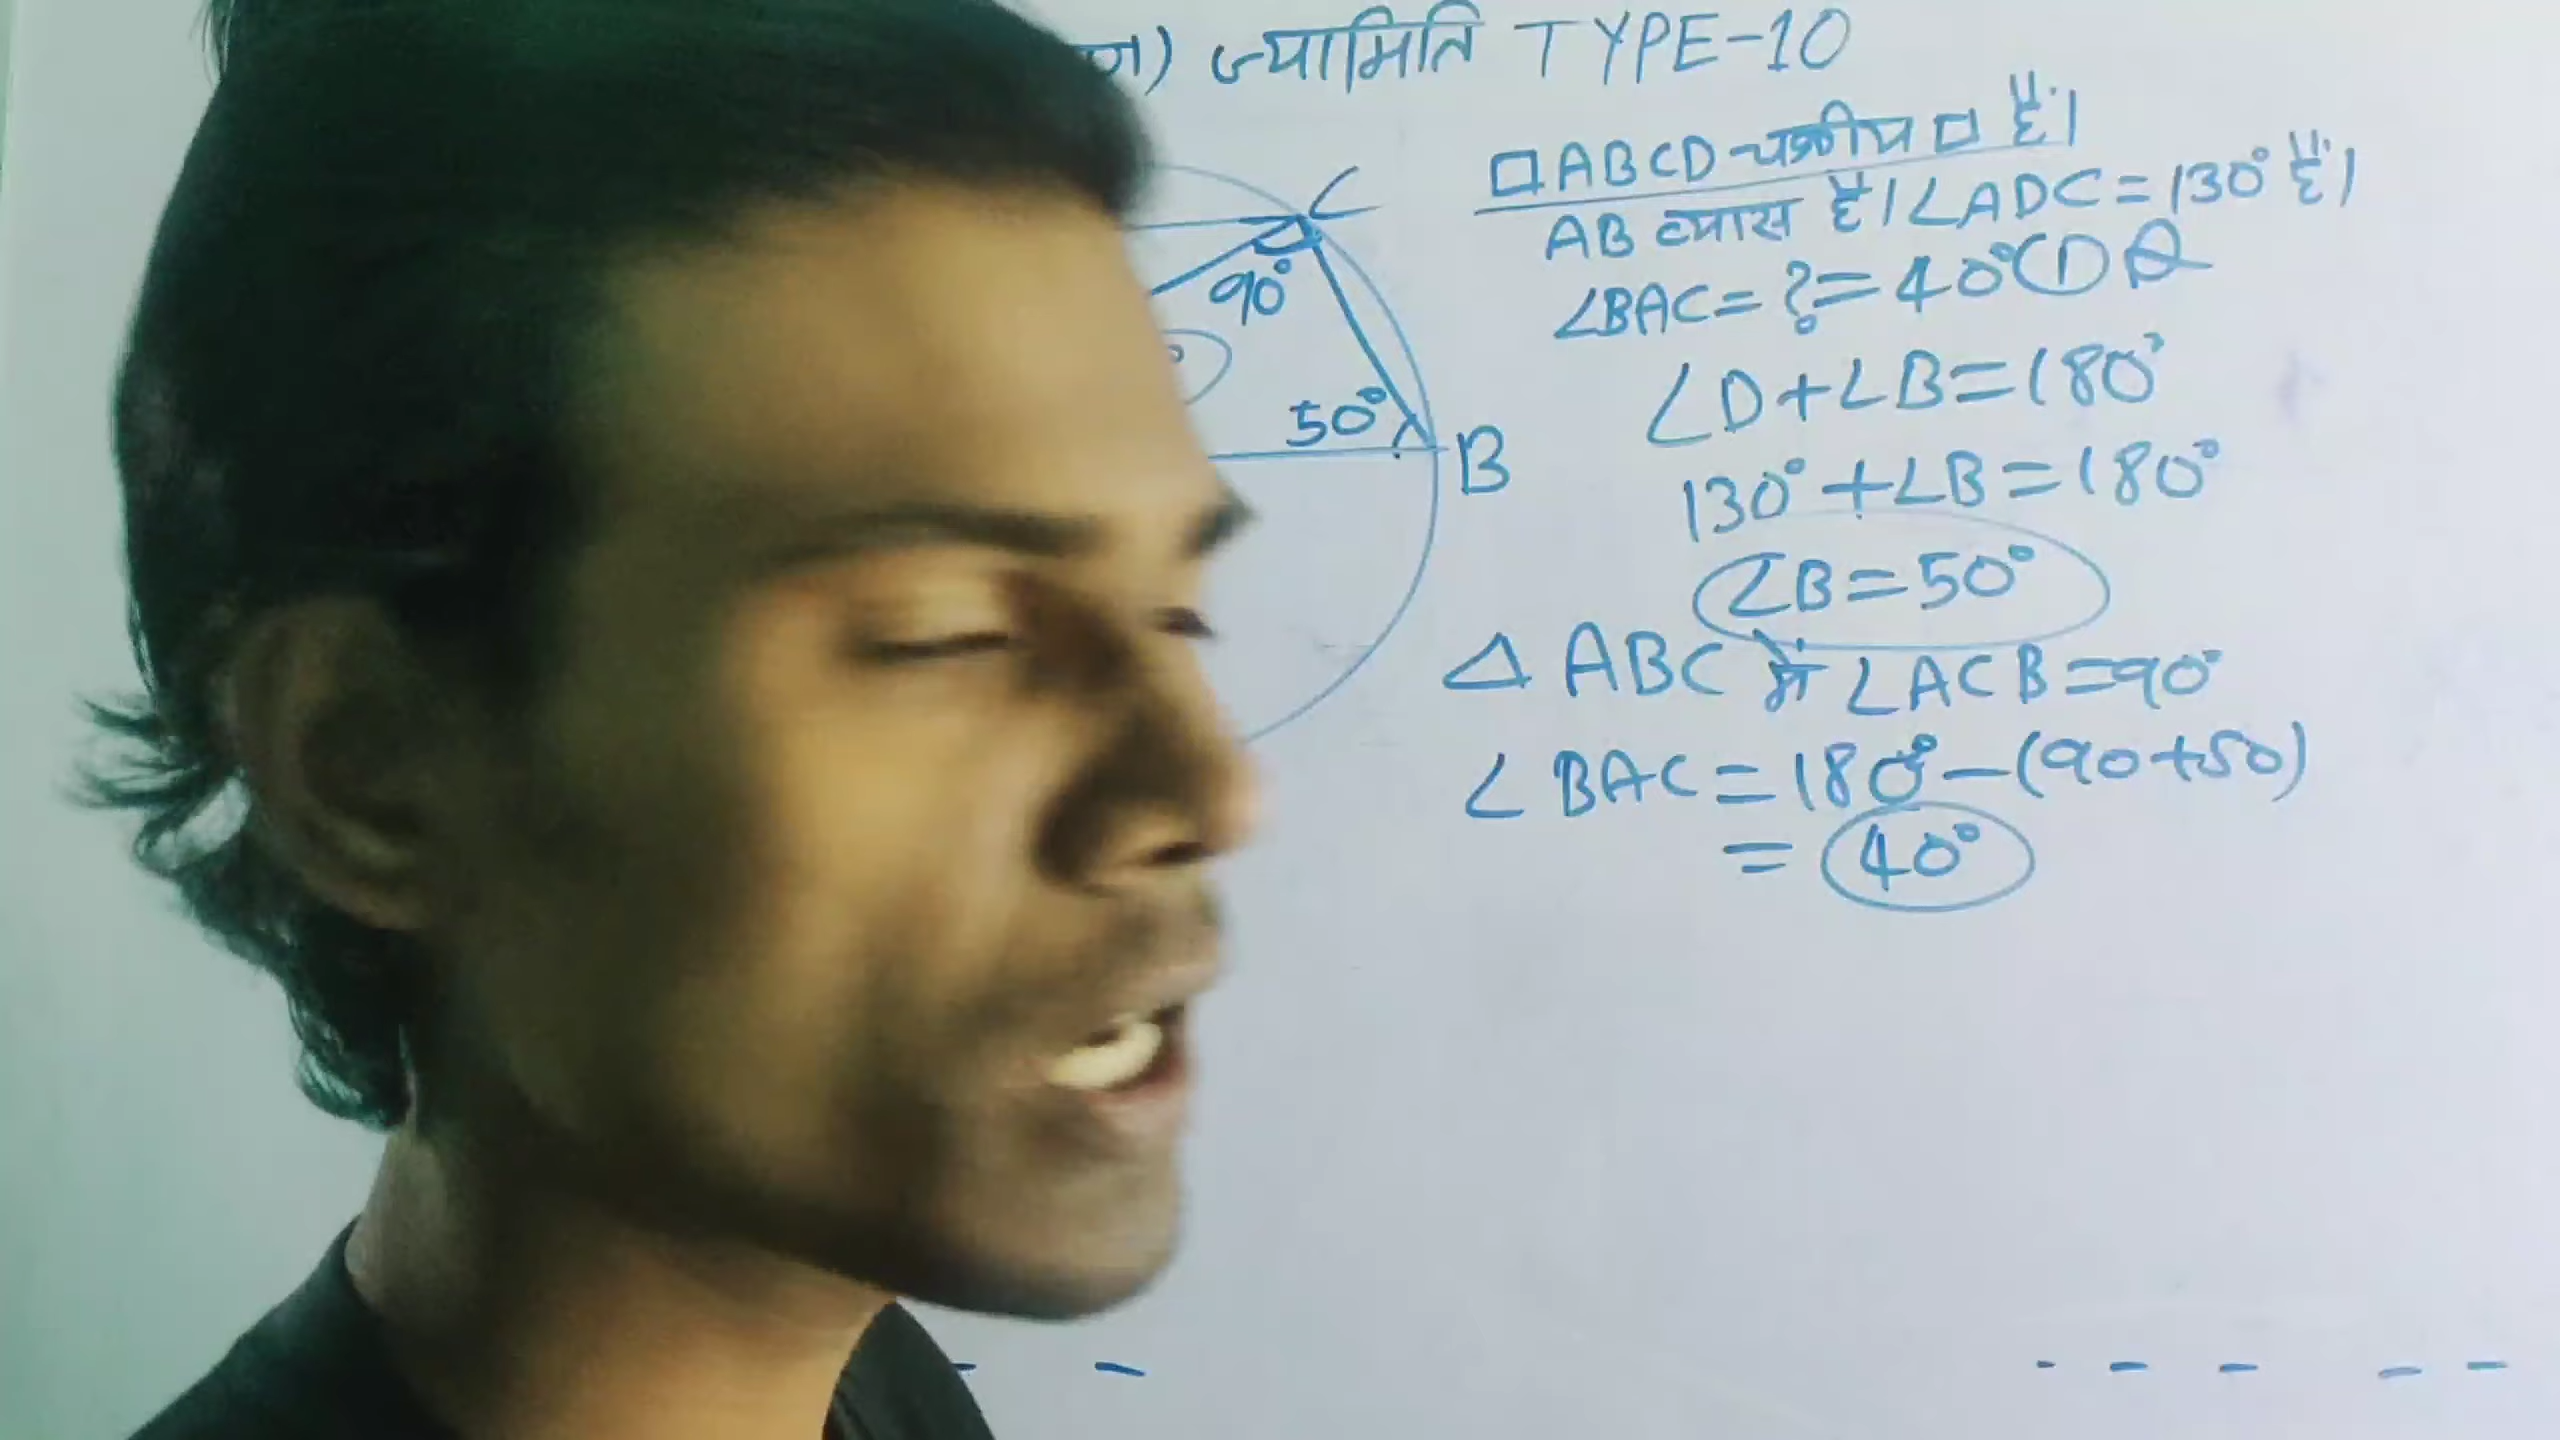 ज्यामिति TYPE-10
□ABCD चक्रीय □ है।
AB व्यास है। ∠ADC=130° है।
∠BAC=?=40°
∠D+∠B=180°
130°+∠B=180°
∠B=50°
△ABC में ∠ACB=90°
∠BAC=180°-(90+50)
=40°
C
90°
50°
B